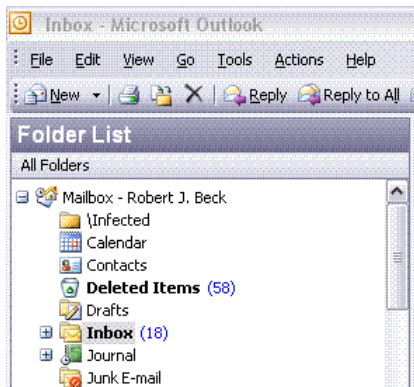 Inbox - Microsoft Outlook
File Edit View Go Tools Actions Help
New Reply Reply to All
Folder List
All Folders
Mailbox - Robert J. Beck
\Infected
Calendar
Contacts
Deleted Items (58)
Drafts
Inbox (18)
Journal
Junk E-mail